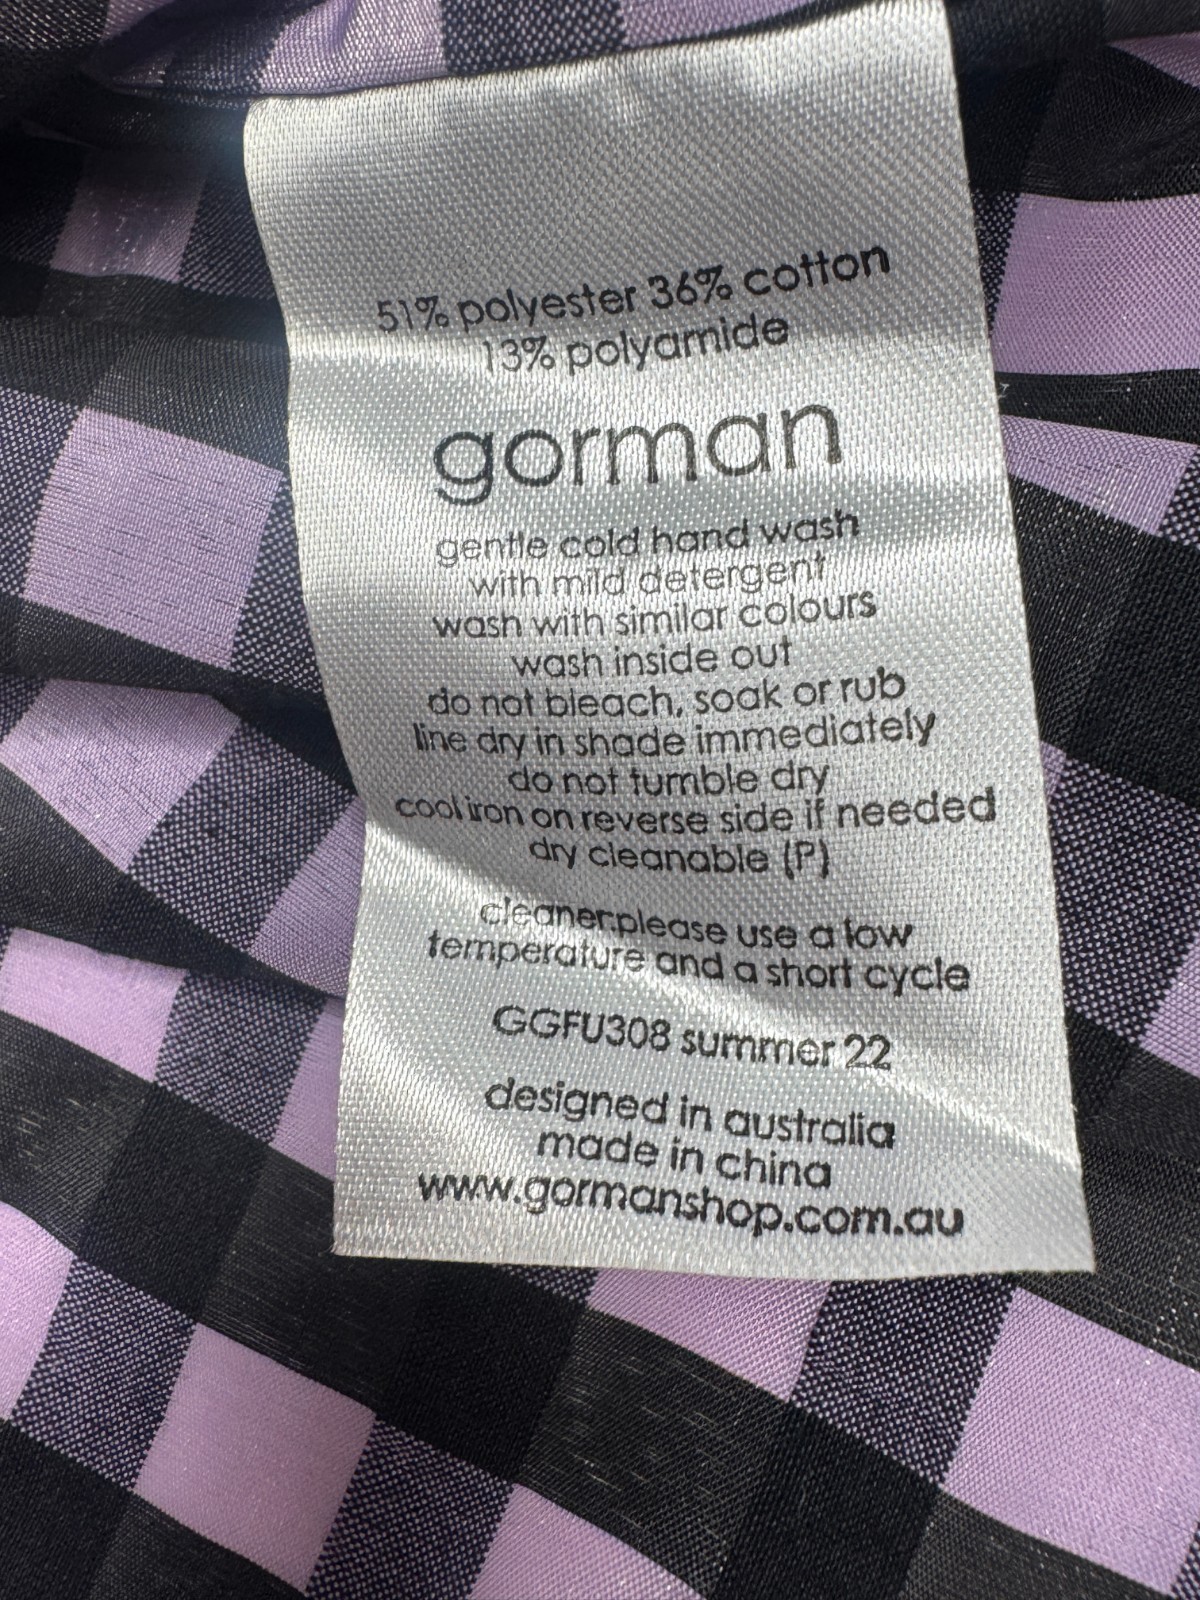 51% polyester 36% cotton
13% polyamide
gorman
gentle cold hand wash
with mild detergent
wash with similar colours
wash inside out
do not bleach, soak or rub
line dry in shade immediately
do not tumble dry
cool iron on reverse side if needed
dry cleanable (P)
cleaner:please use a low
temperature and a short cycle
GGFU308 summer 22
designed in australia
made in china
www.gormanshop.com.au